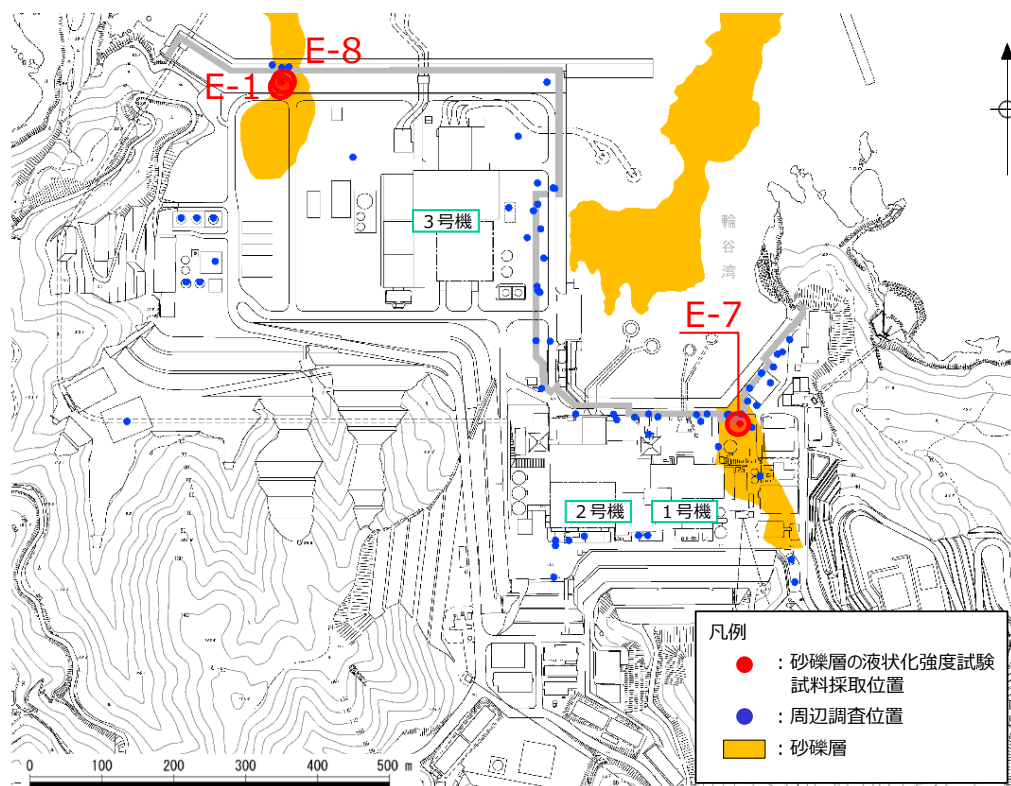 E-8
E-1
3号機
輪谷湾
E-7
2号機
1号機
凡例
：砂礫層の液状化強度試験
試料採取位置
：周辺調査位置
：砂礫層
0 100 200 300 400 500 m